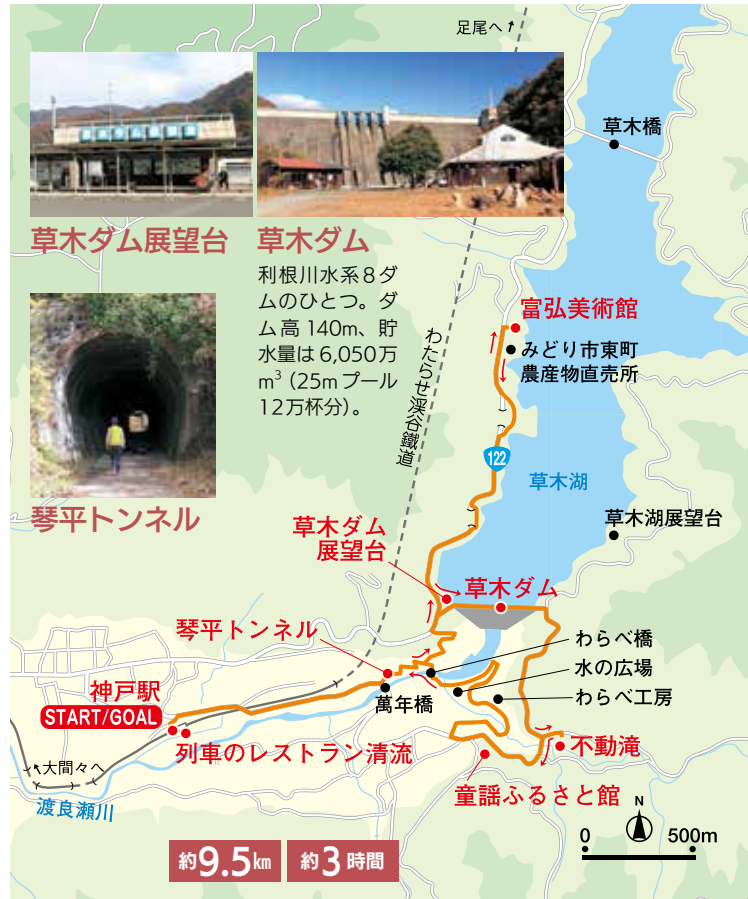 足尾へ
草木橋
草木ダム展望台
草木ダム
利根川水系8ダ
ムのひとつ。ダ
ム高140m、貯
水量は6,050万
m³（25mプール
12万杯分）。
琴平トンネル
わたらせ渓谷鐵道
富弘美術館
みどり市東町
農産物直売所
122
草木湖
草木湖展望台
草木ダム
展望台
草木ダム
琴平トンネル
わらべ橋
水の広場
わらべ工房
萬年橋
神戸駅
START/GOAL
列車のレストラン清流
不動滝
童謡ふるさと館
大間々へ
渡良瀬川
約9.5km
約3時間
N
0 500m